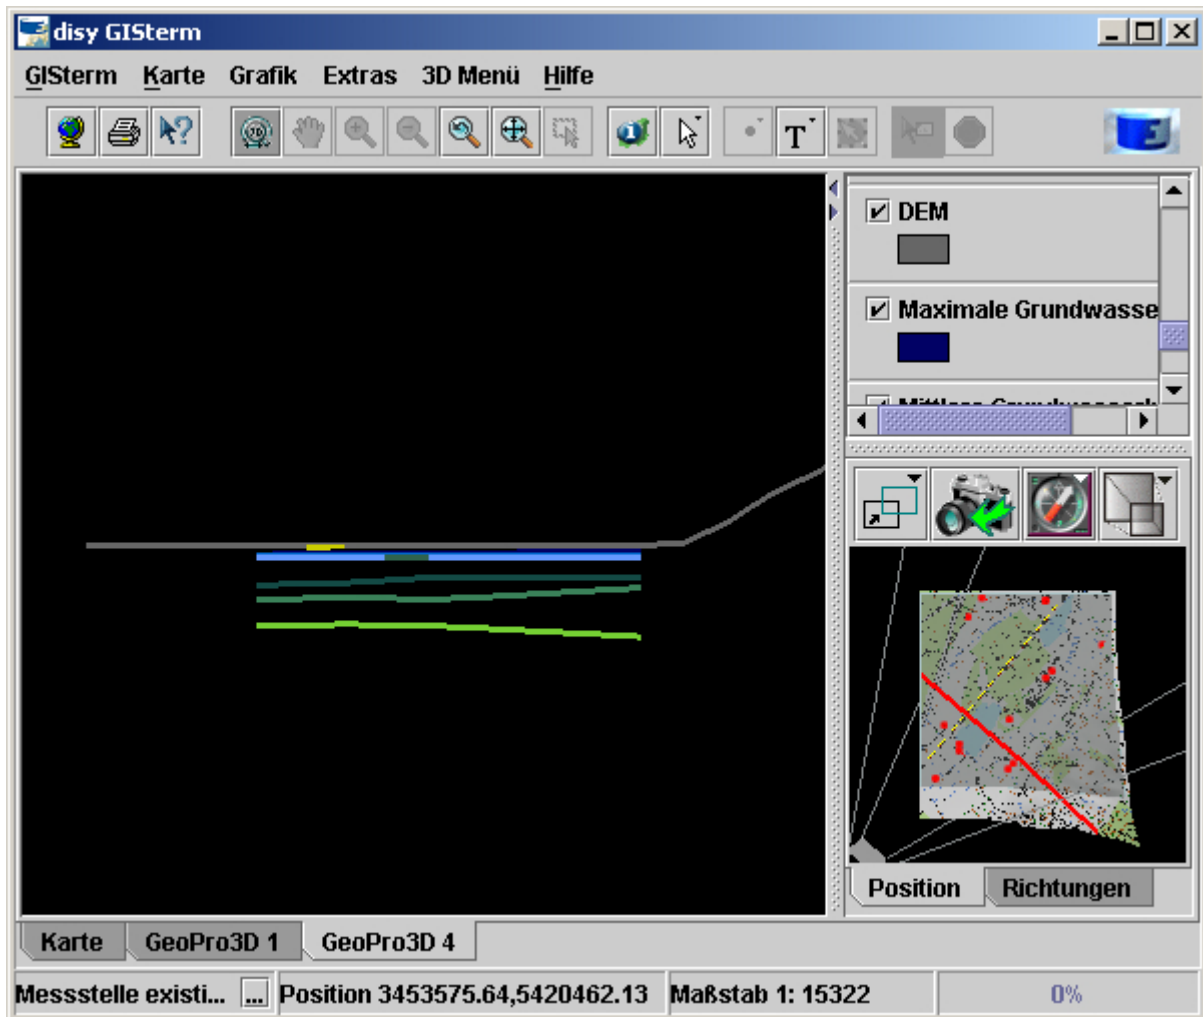 disy GISterm
GISterm Karte Grafik Extras 3D Menü Hilfe
DEM
Maximale Grundwasse
Position Richtungen
Karte GeoPro3D 1 GeoPro3D 4
Messstelle existi... ... Position 3453575.64,5420462.13 Maßstab 1: 15322 0%